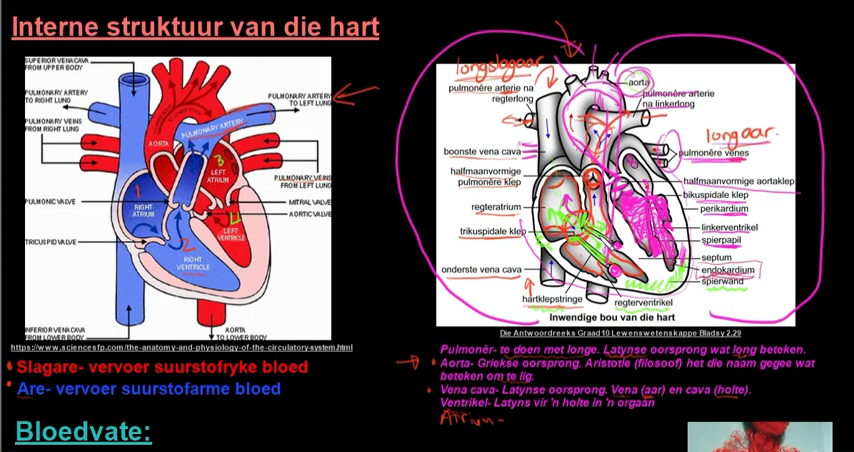 Interne struktuur van die hart
SUPERIOR VENA CAVA
FROM UPPER BODY
PULMONARY ARTERY
TO RIGHT LUNG
PULMONARY VEINS
FROM RIGHT LUNG
PULMONIC VALVE
TRICUSPID VALVE
INFERIOR VENA CAVA
FROM LOWER BODY
AORTA
PULMONARY ARTERY
3
LEFT
ATRIUM
1
RIGHT
ATRIUM
2
RIGHT
VENTRICLE
4
LEFT
VENTRICLE
PULMONARY ARTERY
TO LEFT LUNG
PULMONARY VEINS
FROM LEFT LUNG
MITRAL VALVE
AORTIC VALVE
AORTA
TO LOWER BODY
https://www.sciencesfp.com/the-anatomy-and-physiology-of-the-circulatory-system.html
Slagare- vervoer suurstofryke bloed
Are- vervoer suurstofarme bloed
Bloedvate:
longslagaar
pulmonêre arterie na
regterlong
boonste vena cava
halfmaanvormige
pulmonêre klep
regteratrium
trikuspidale klep
onderste vena cava
hartklepstringe
aorta
pulmonêre arterie
na linkerlong
longaar.
pulmonêre venes
halfmaanvormige aortaklep
bikuspidale klep
perikardium
linkerventrikel
spierpapil
septum
endokardium
spierwand
regterventrikel
Inwendige bou van die hart
Die Antwoordreeks Graad10 Lewenswetenskappe Bladsy 2.29
Pulmonêr- te doen met longe. Latynse oorsprong wat long beteken.
Aorta- Griekse oorsprong. Aristotle (filosoof) het die naam gegee wat
beteken om te lig.
Vena cava- Latynse oorsprong. Vena (aar) en cava (holte).
Ventrikel- Latyns vir 'n holte in 'n orgaan
Atrium-